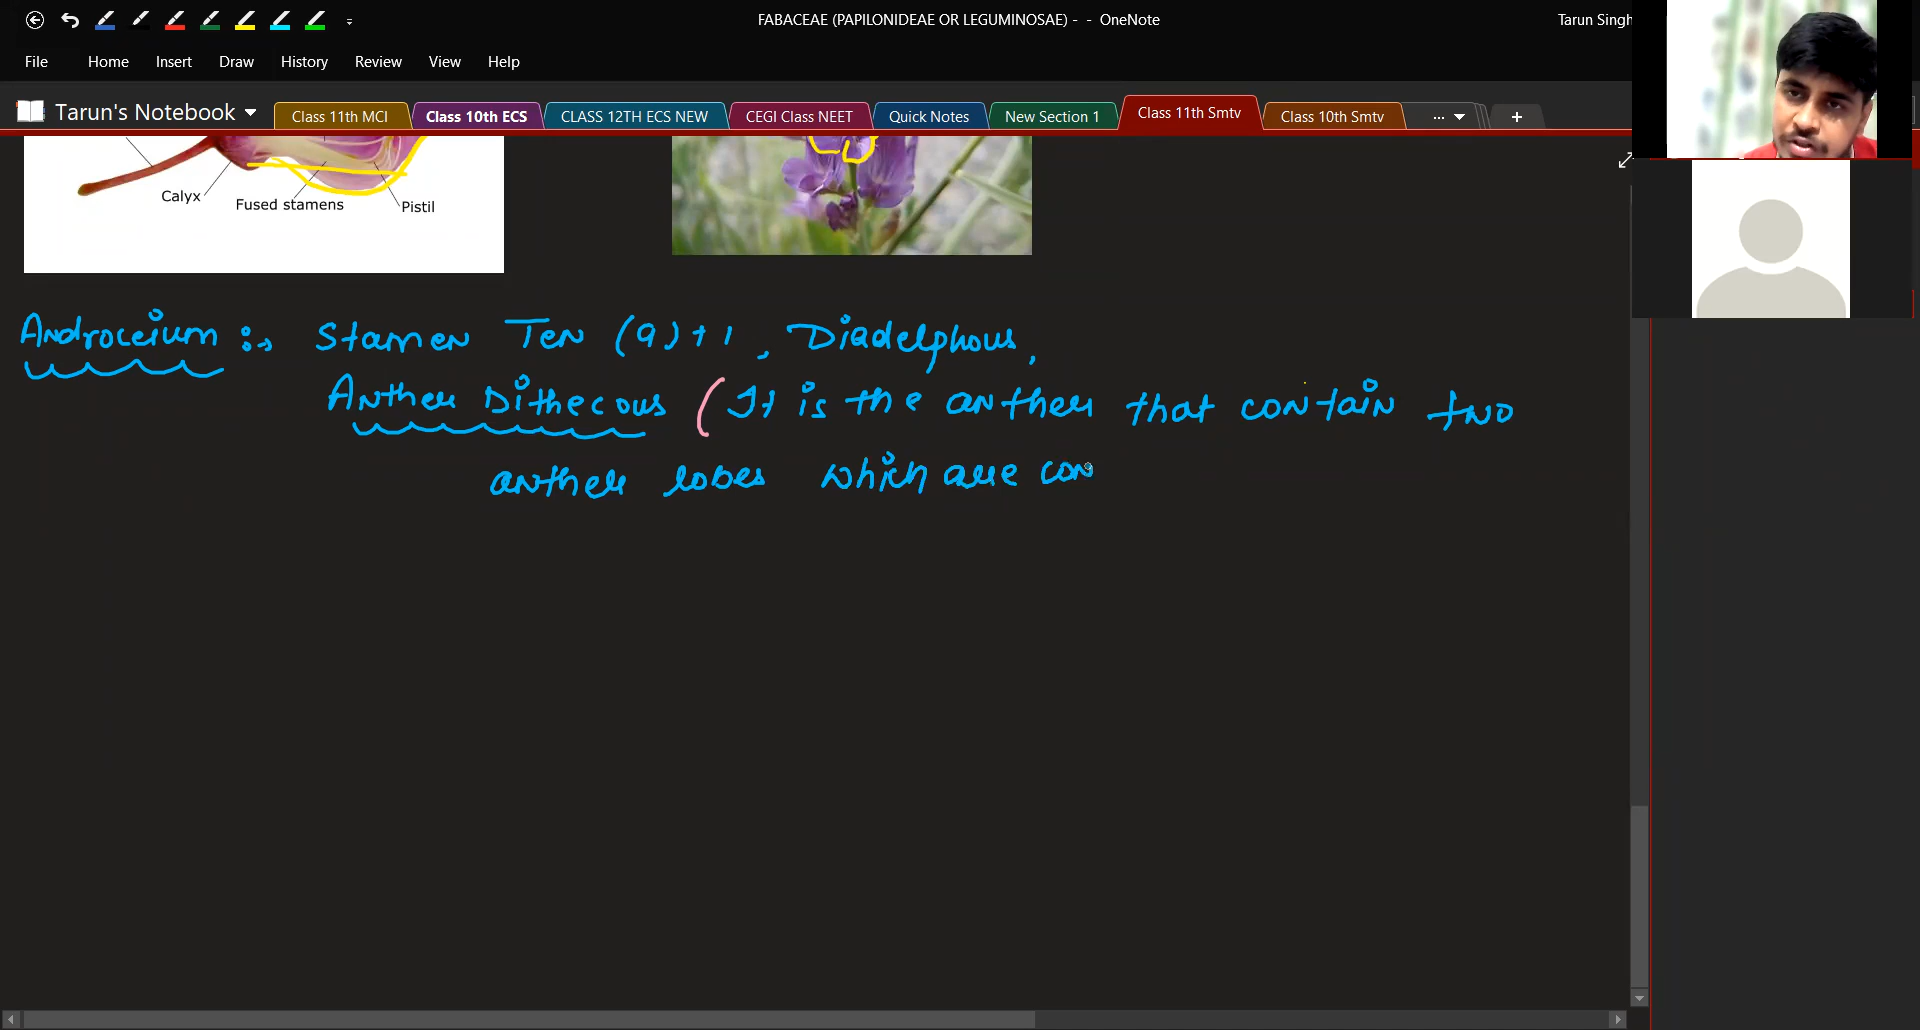 FABACEAE (PAPILONIDEAE OR LEGUMINOSAE) - - OneNote
Tarun Singh
File Home Insert Draw History Review View Help
Tarun's Notebook
Class 11th MCI Class 10th ECS CLASS 12TH ECS NEW CEGI Class NEET Quick Notes New Section 1 Class 11th Smtv Class 10th Smtv ... +
Calyx
Fused stamens
Pistil
Androceium :- Stamen Ten (9)+1, Diadelphous,
Anther Dithecous (It is the anther that contain two
anther lobes which are con